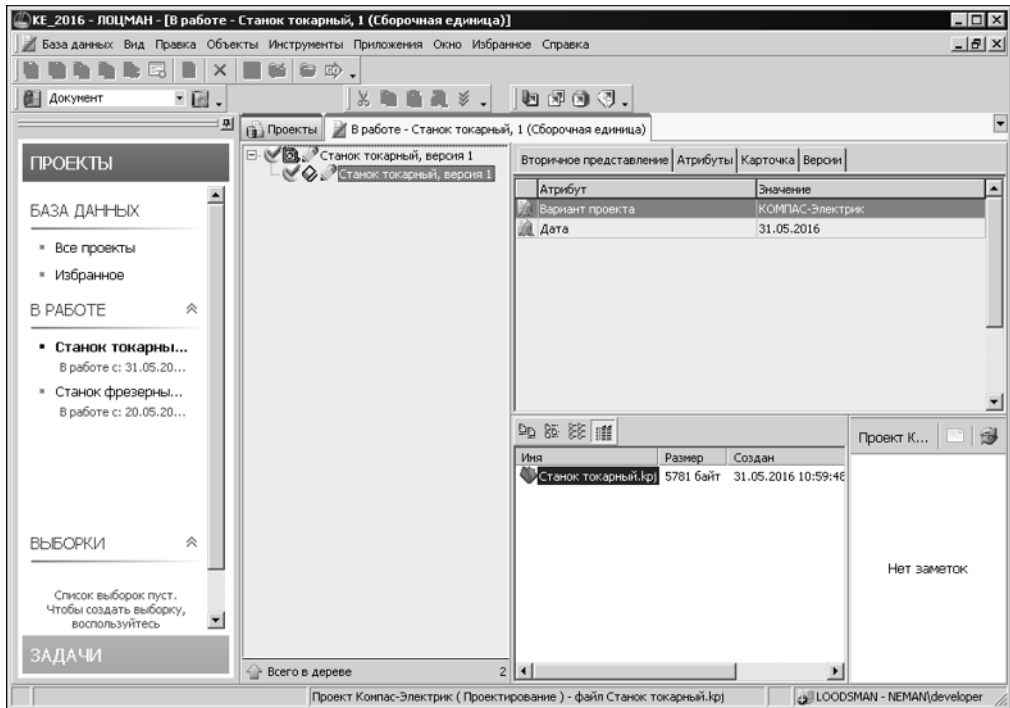 KE_2016 - ЛОЦМАН - [В работе - Станок токарный, 1 (Сборочная единица)]
База данных Вид Правка Объекты Инструменты Приложения Окно Избранное Справка
Документ
Проекты
В работе - Станок токарный, 1 (Сборочная единица)
ПРОЕКТЫ
БАЗА ДАННЫХ
Все проекты
Избранное
В РАБОТЕ
Станок токарны...
В работе с: 31.05.20...
Станок фрезерны...
В работе с: 20.05.20...
ВЫБОРКИ
Список выборок пуст.
Чтобы создать выборку,
воспользуйтесь
ЗАДАЧИ
Станок токарный, версия 1
Станок токарный, версия 1
Всего в дереве 2
Вторичное представление Атрибуты Карточка Версии
Атрибут Значение
Вариант проекта КОМПАС-Электрик
Дата 31.05.2016
Имя Размер Создан
Станок токарный.kpj 5781 байт 31.05.2016 10:59:48
Проект К...
Нет заметок
Проект Компас-Электрик ( Проектирование ) - файл Станок токарный.kpj
LOODSMAN - NEMAN\developer